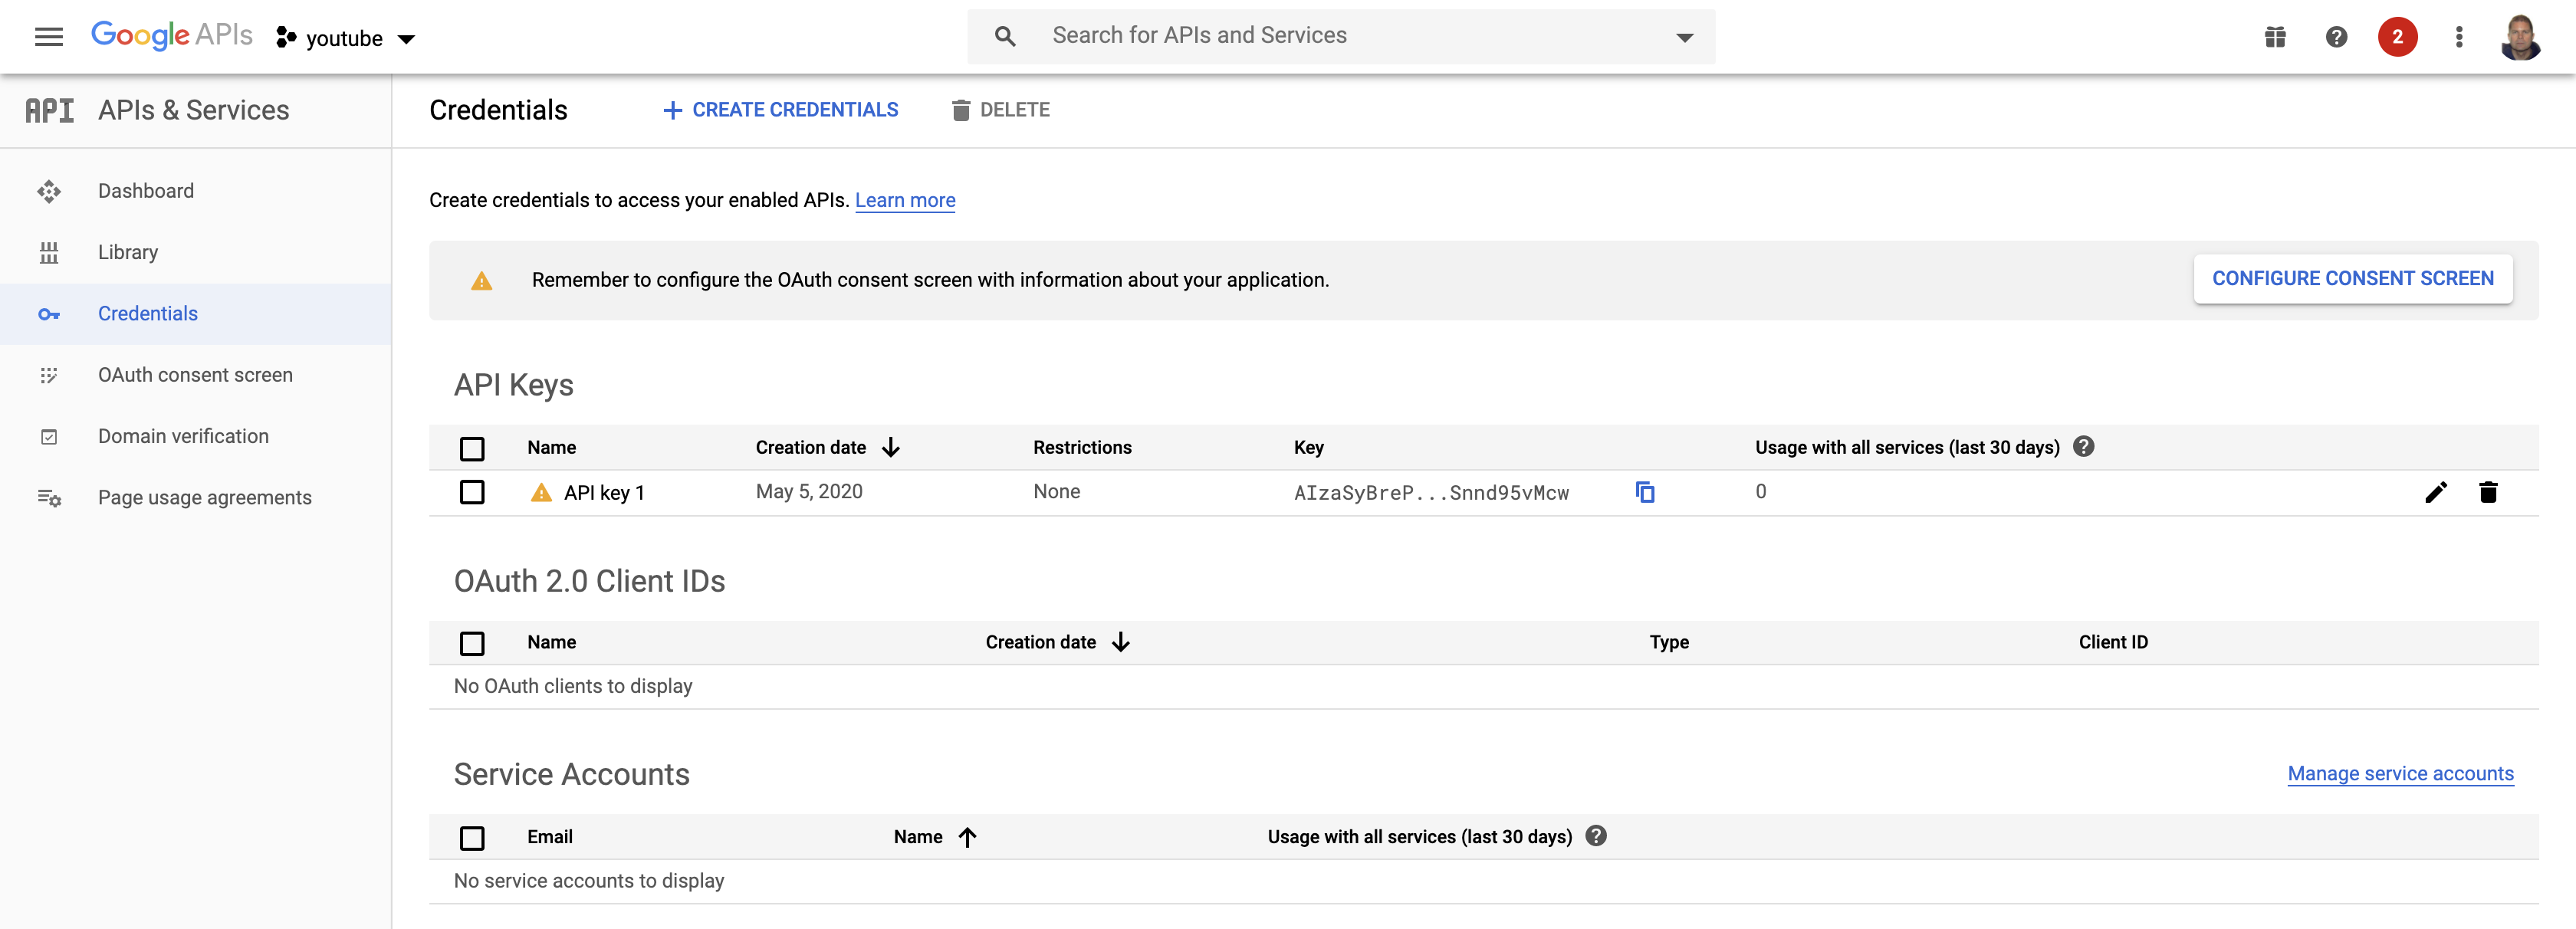 Google APIs
youtube
Search for APIs and Services
2
API APIs & Services
Credentials
CREATE CREDENTIALS
DELETE
Dashboard
Library
Credentials
OAuth consent screen
Domain verification
Page usage agreements
Create credentials to access your enabled APIs. Learn more
Remember to configure the OAuth consent screen with information about your application.
CONFIGURE CONSENT SCREEN
API Keys
Name Creation date Restrictions Key Usage with all services (last 30 days)
API key 1 May 5, 2020 None AIzaSyBreP...Snnd95vMcw 0
OAuth 2.0 Client IDs
Name Creation date Type Client ID
No OAuth clients to display
Service Accounts
Manage service accounts
Email Name Usage with all services (last 30 days)
No service accounts to display